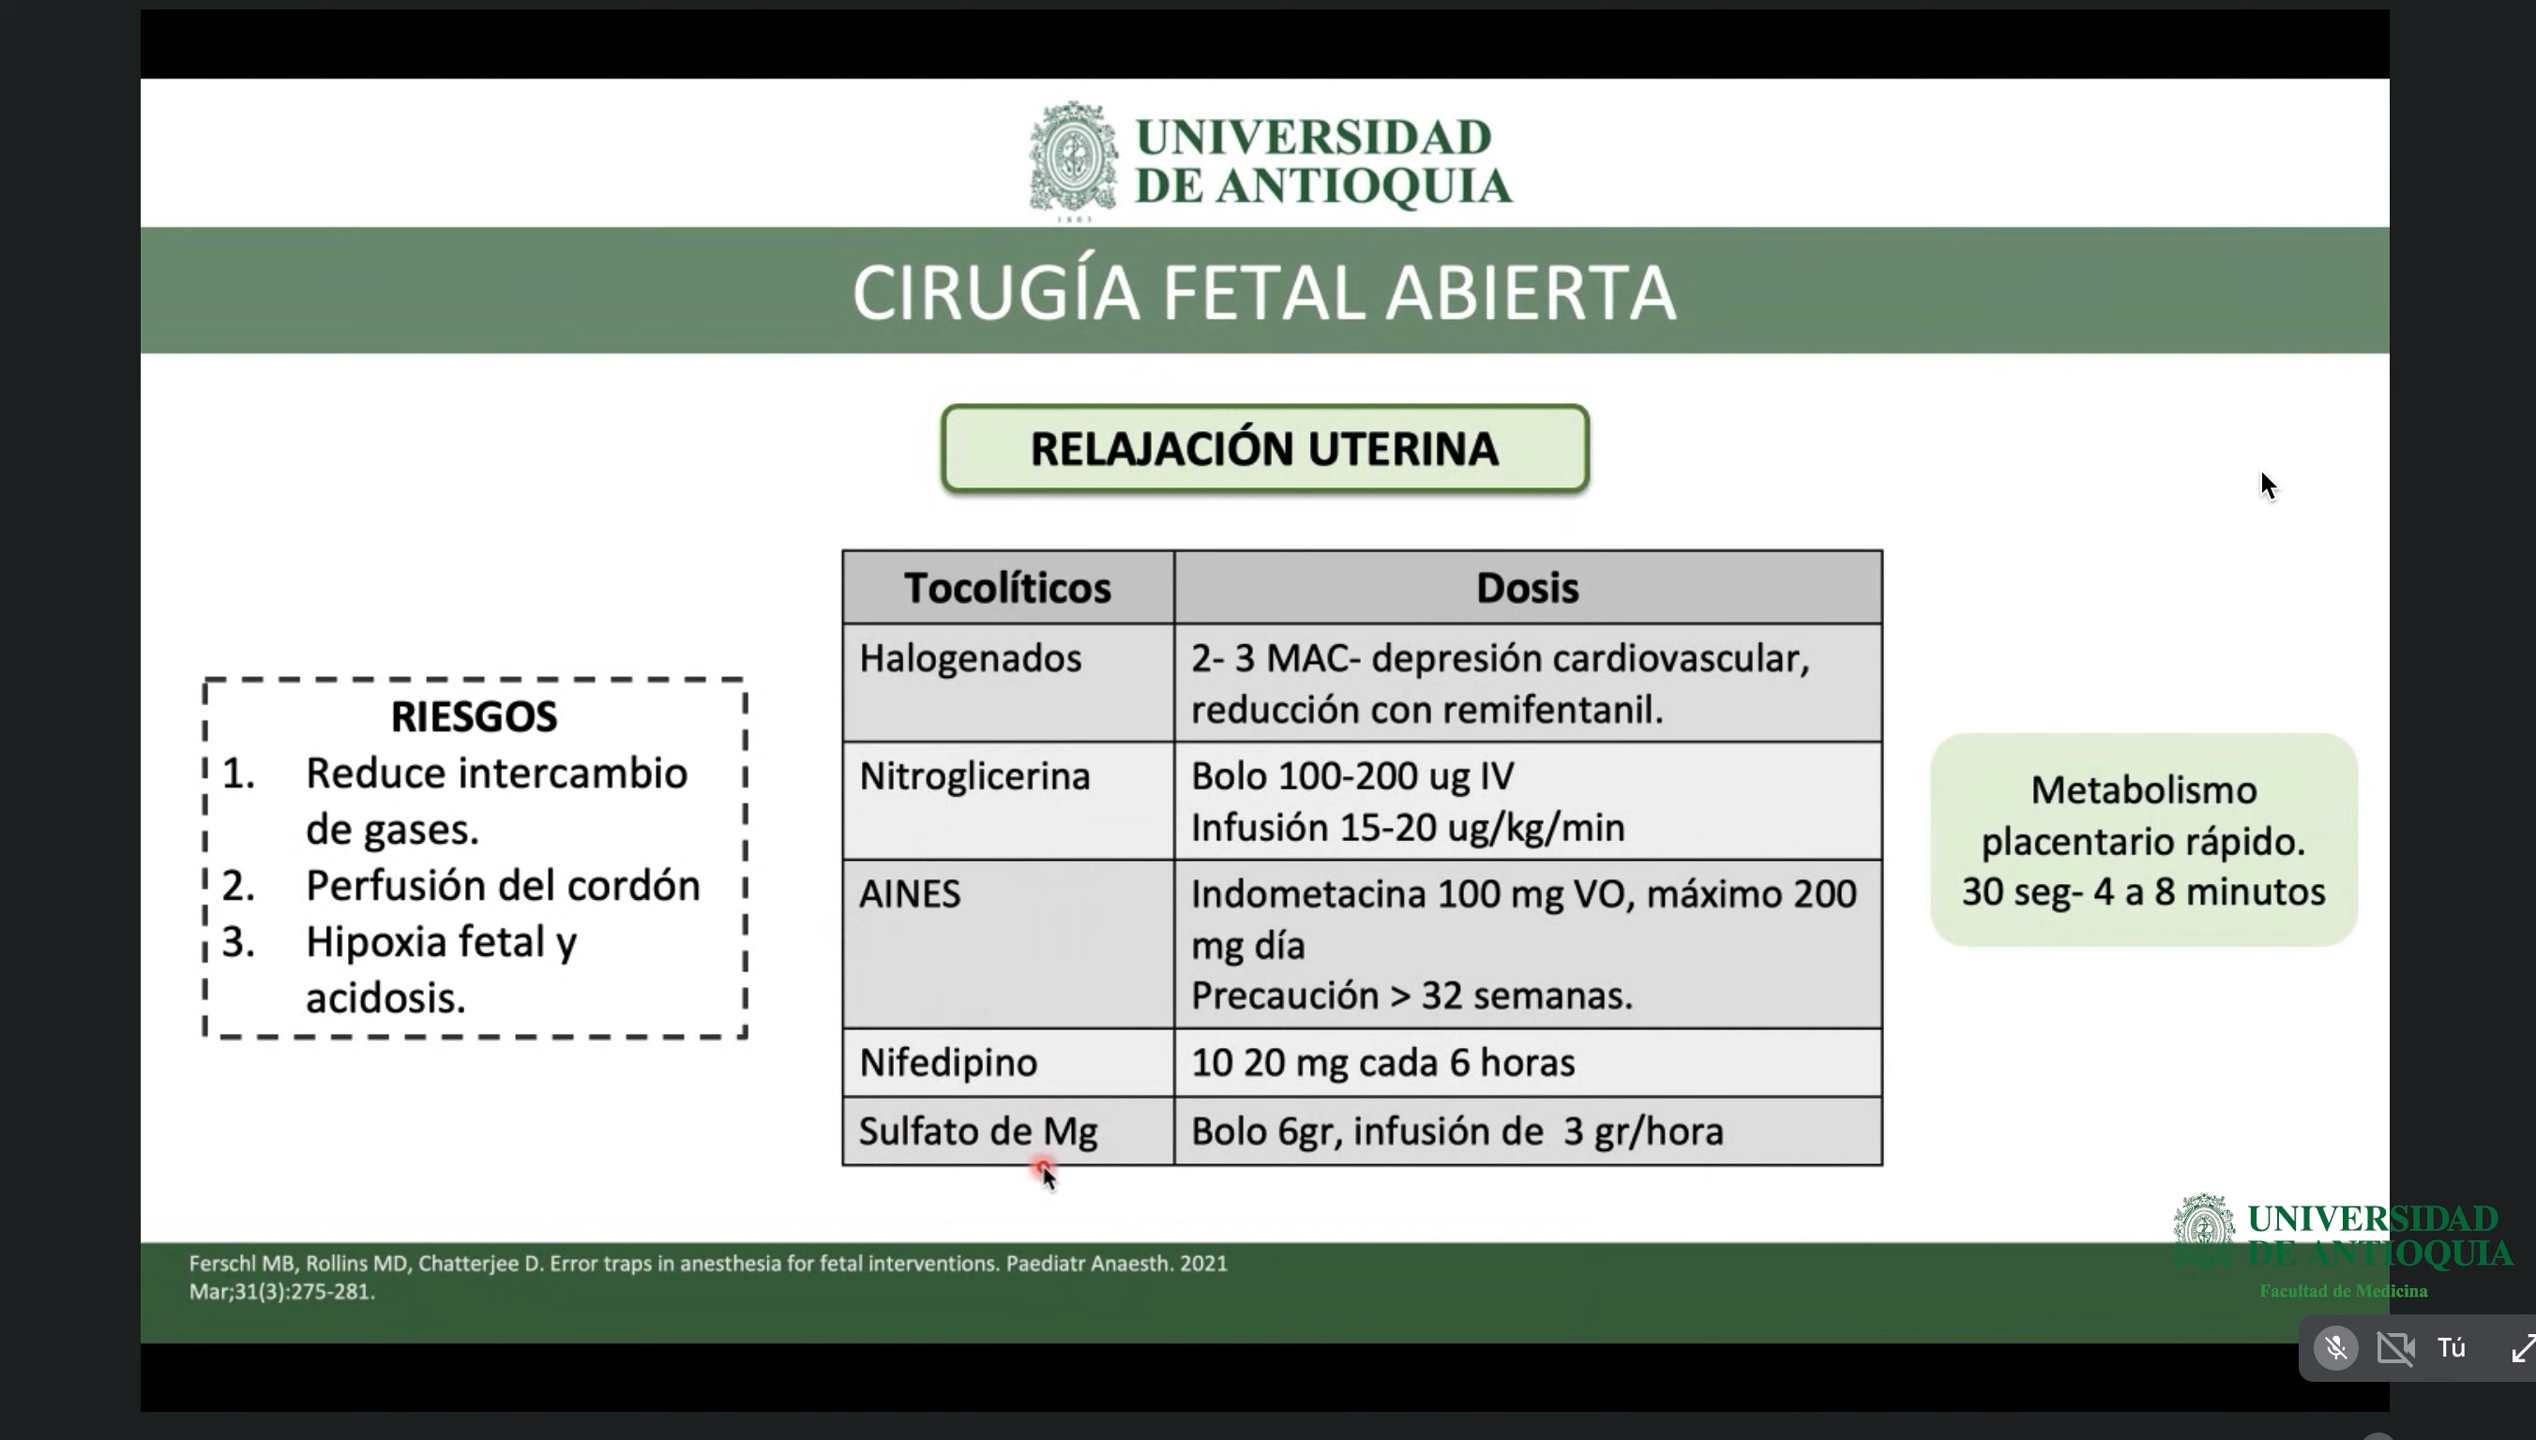 UNIVERSIDAD
DE ANTIOQUIA
1803
CIRUGÍA FETAL ABIERTA
RELAJACIÓN UTERINA
RIESGOS
1. Reduce intercambio
de gases.
2. Perfusión del cordón
3. Hipoxia fetal y
acidosis.
Tocolíticos Dosis
Halogenados 2- 3 MAC- depresión cardiovascular,
reducción con remifentanil.
Nitroglicerina Bolo 100-200 ug IV
Infusión 15-20 ug/kg/min
AINES Indometacina 100 mg VO, máximo 200
mg día
Precaución > 32 semanas.
Nifedipino 10 20 mg cada 6 horas
Sulfato de Mg Bolo 6gr, infusión de 3 gr/hora
Metabolismo
placentario rápido.
30 seg- 4 a 8 minutos
Ferschl MB, Rollins MD, Chatterjee D. Error traps in anesthesia for fetal interventions. Paediatr Anaesth. 2021
Mar;31(3):275-281.
UNIVERSIDAD
DE ANTIOQUIA
Facultad de Medicina
Tú